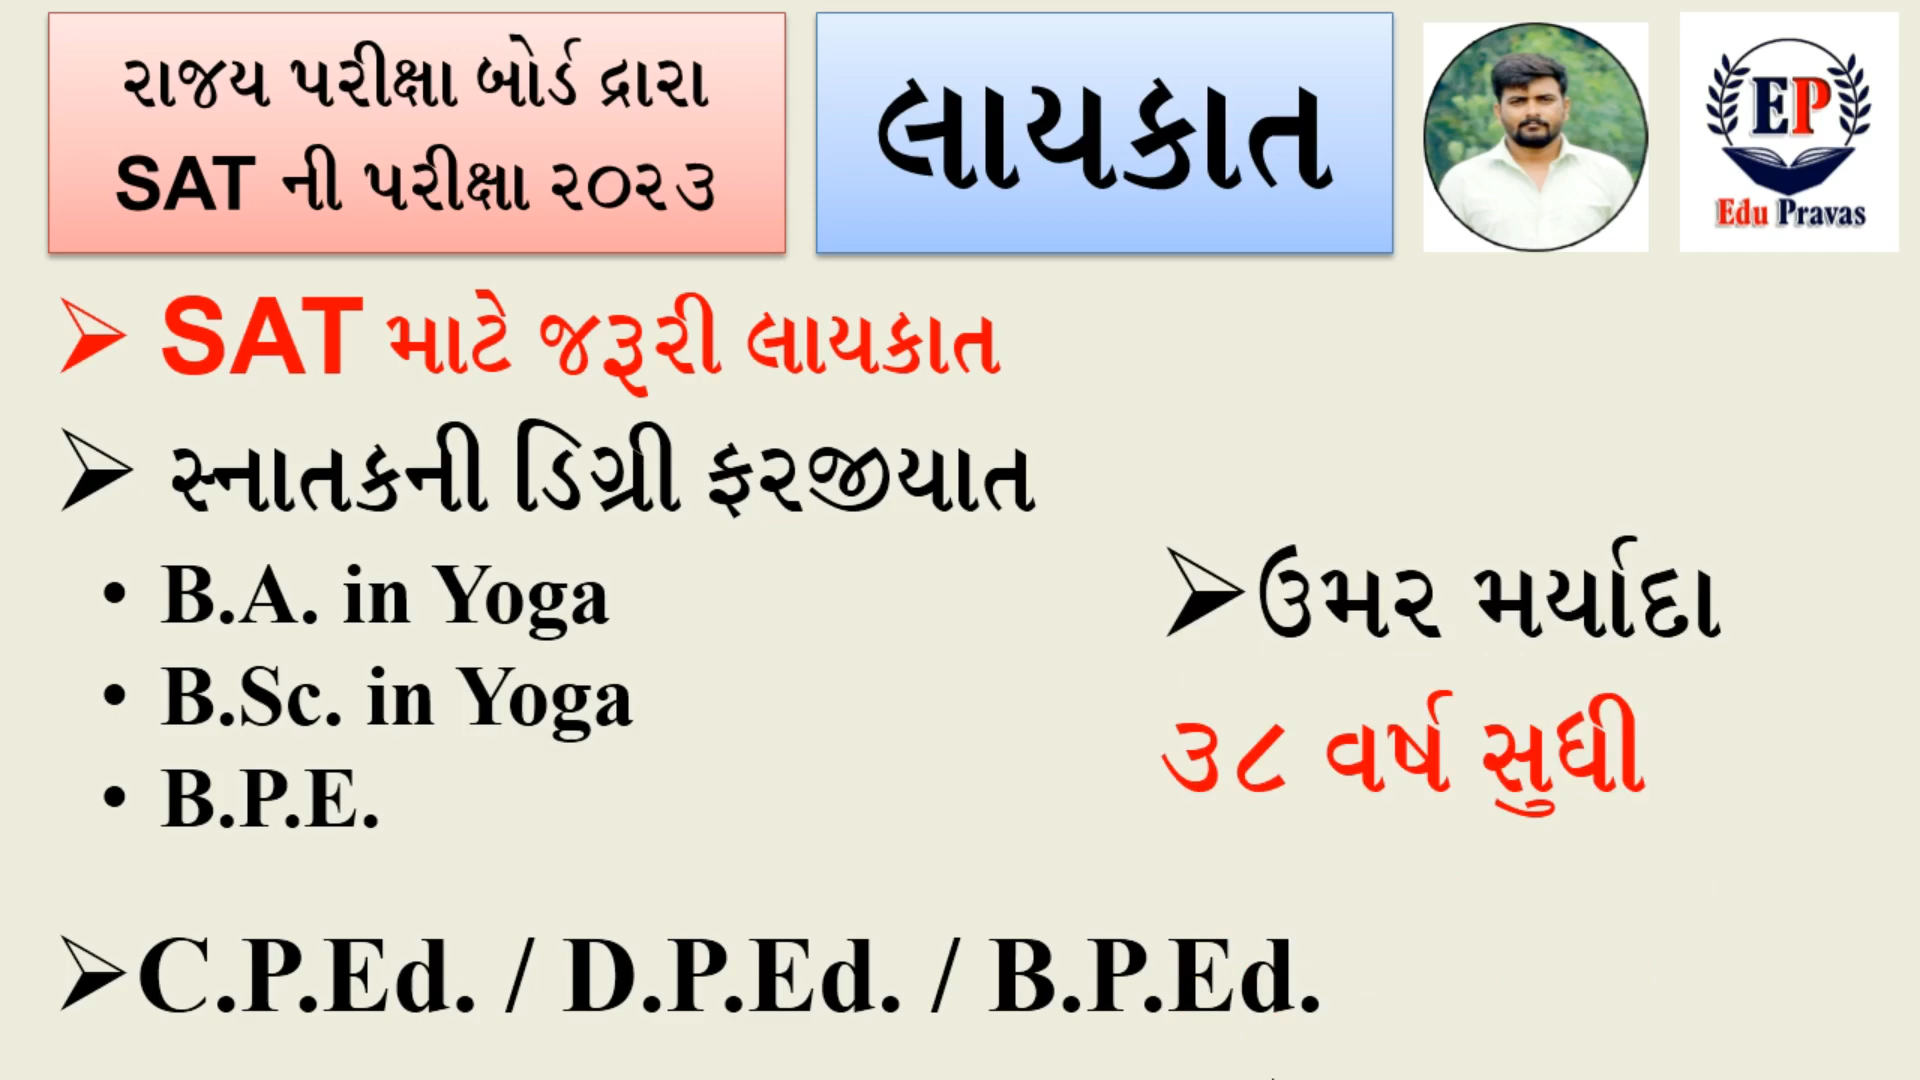 રાજય પરીક્ષા બોર્ડ દ્રારા
SAT ની પરીક્ષા ૨૦૨૩
લાયકાત
EP
Edu Pravas
➢ SAT માટે જરૂરી લાયકાત
➢ સ્નાતકની ડિગ્રી ફરજીયાત
• B.A. in Yoga
• B.Sc. in Yoga
• B.P.E.
➢ઉમર મર્યાદા
૩૮ વર્ષ સુધી
➢C.P.Ed. / D.P.Ed. / B.P.Ed.